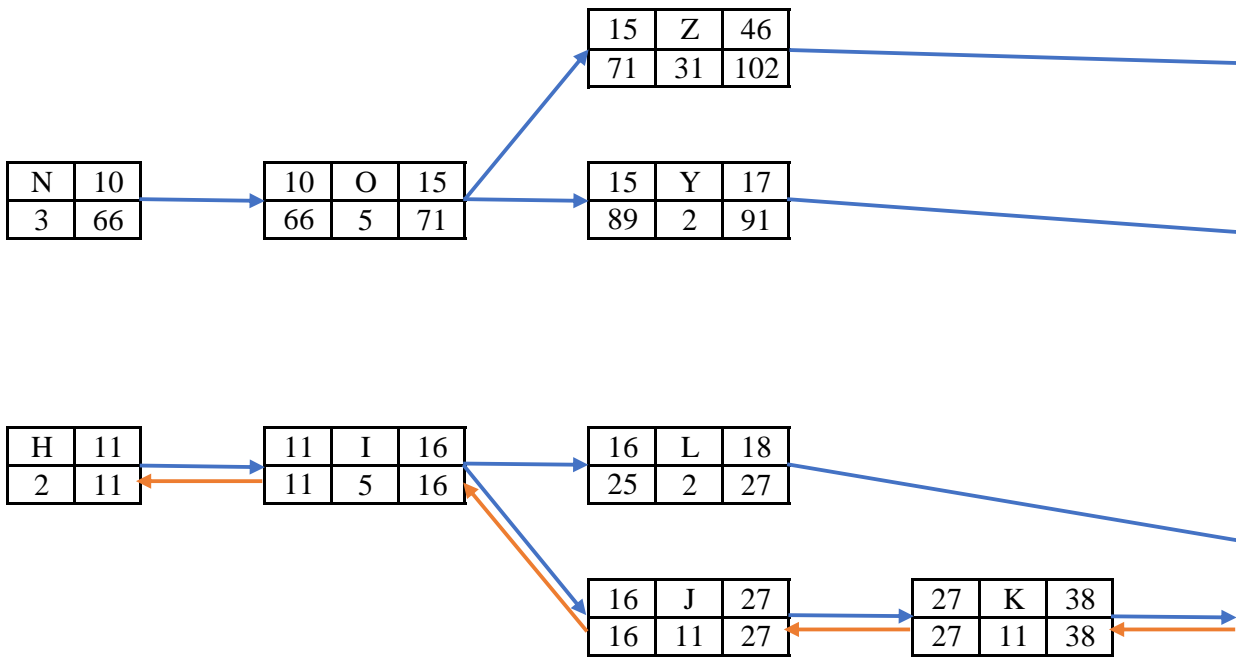 15 Z 46
71 31 102
N 10
3 66
10 O 15
66 5 71
15 Y 17
89 2 91
H 11
2 11
11 I 16
11 5 16
16 L 18
25 2 27
16 J 27
16 11 27
27 K 38
27 11 38